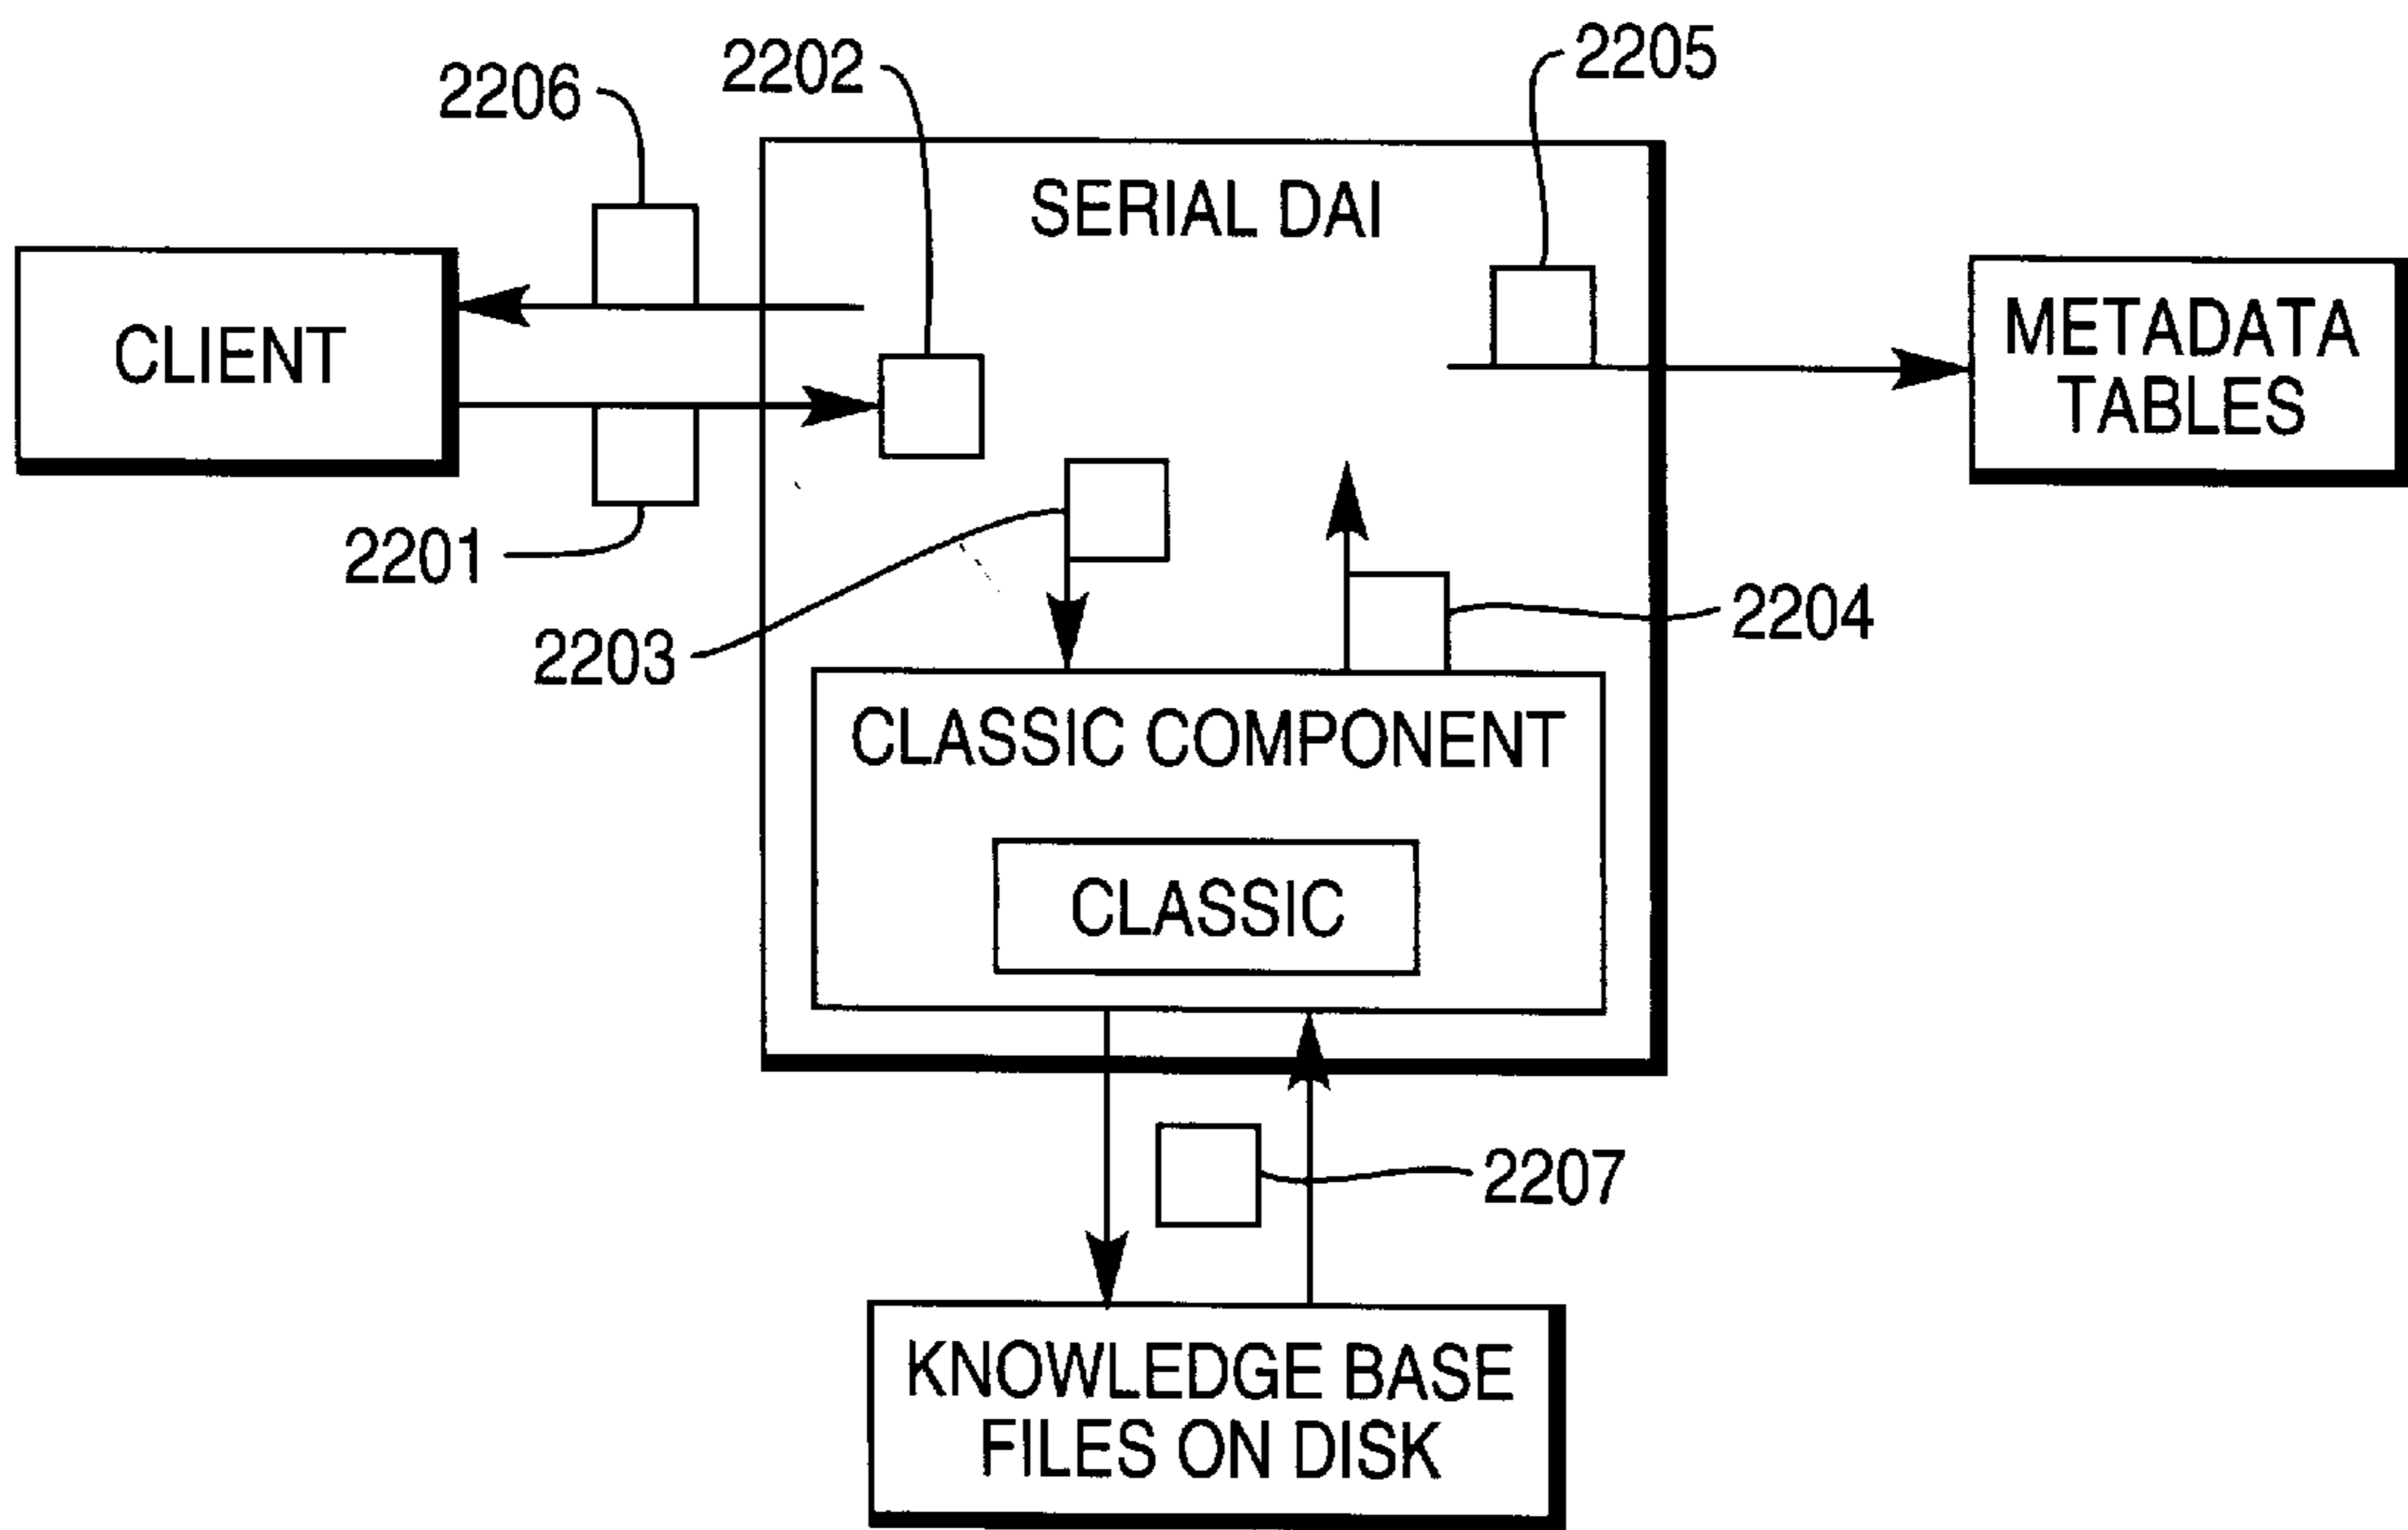 2205
2202
2206
SERIAL DAI
CLIENT
METADATA
TABLES
2201
2203
2204
CLASSIC COMPONENT
CLASSIC
2207
KNOWLEDGE BASE
FILES ON DISK